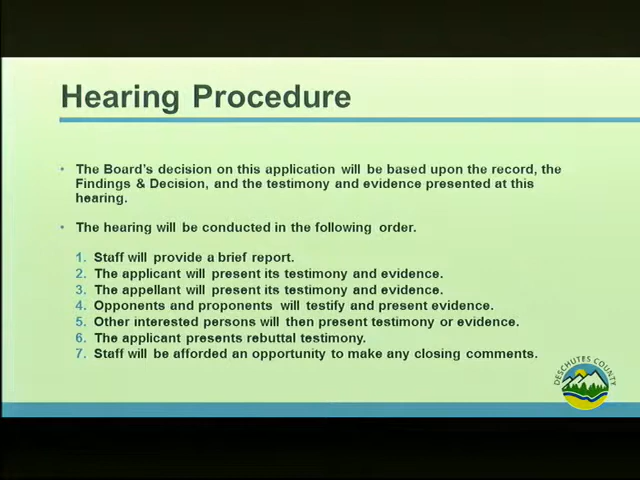 Hearing Procedure
• The Board's decision on this application will be based upon the record, the
Findings & Decision, and the testimony and evidence presented at this
hearing.
• The hearing will be conducted in the following order.
1. Staff will provide a brief report.
2. The applicant will present its testimony and evidence.
3. The appellant will present its testimony and evidence.
4. Opponents and proponents will testify and present evidence.
5. Other interested persons will then present testimony or evidence.
6. The applicant presents rebuttal testimony.
7. Staff will be afforded an opportunity to make any closing comments.
DESCHUTES COUNTY